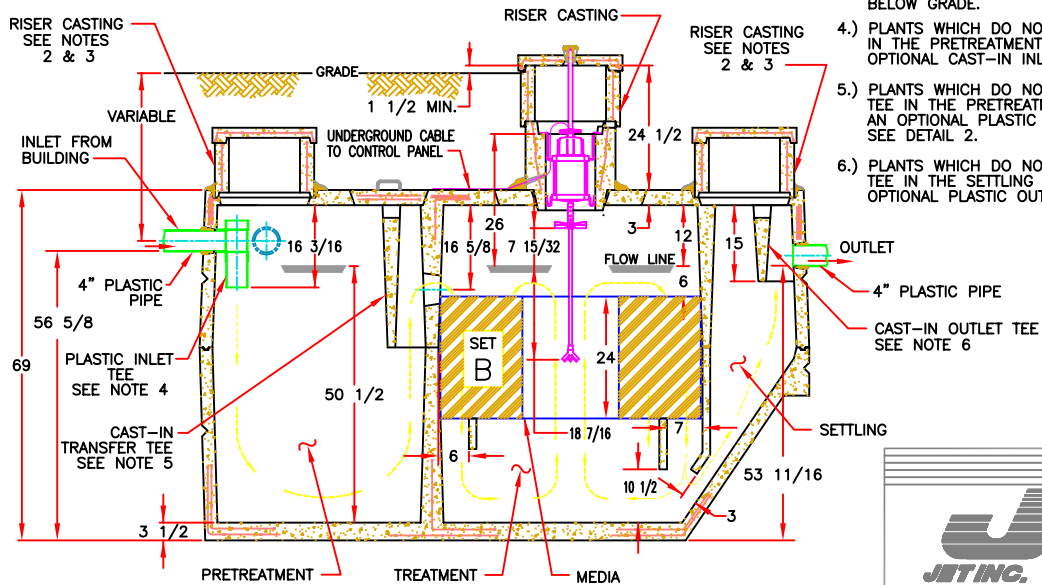 RISER CASTING
SEE NOTES
2 & 3
RISER CASTING
RISER CASTING
SEE NOTES
2 & 3
BELOW GRADE.
4.) PLANTS WHICH DO NO
IN THE PRETREATMENT
OPTIONAL CAST-IN INL
5.) PLANTS WHICH DO NO
TEE IN THE PRETREAT
AN OPTIONAL PLASTIC
SEE DETAIL 2.
6.) PLANTS WHICH DO NO
TEE IN THE SETTLING
OPTIONAL PLASTIC OUT
GRADE
VARIABLE
1 1/2 MIN.
24 1/2
INLET FROM
BUILDING
UNDERGROUND CABLE
TO CONTROL PANEL
26
3
12
15
16 3/16
16 5/8
7 15/32
FLOW LINE
OUTLET
4" PLASTIC
PIPE
4" PLASTIC PIPE
6
56 5/8
69
PLASTIC INLET
TEE
SEE NOTE 4
SET
B
24
CAST-IN OUTLET TEE
SEE NOTE 6
50 1/2
CAST-IN
TRANSFER TEE
SEE NOTE 5
18 7/16
7
SETTLING
6
10 1/2
53 11/16
3
3 1/2
PRETREATMENT
TREATMENT
MEDIA
J
JET INC.